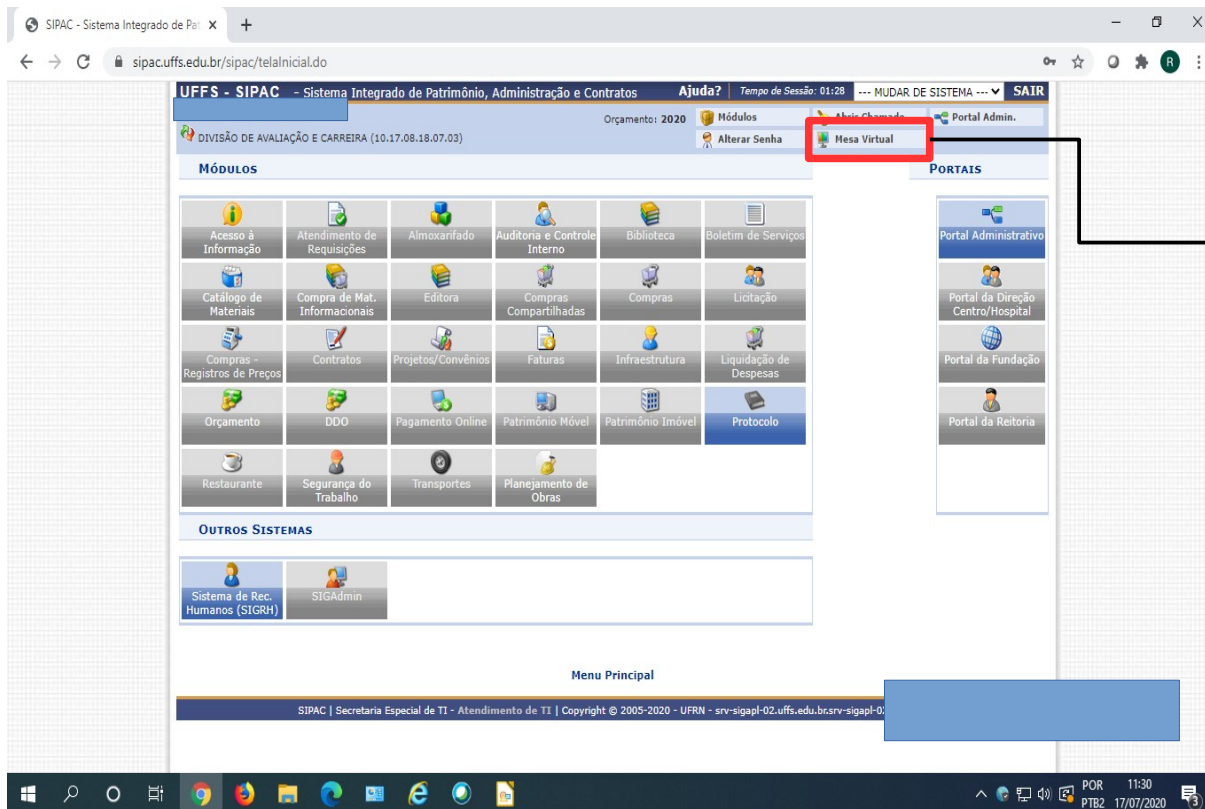 SIPAC - Sistema Integrado de Pat
sipac.uffs.edu.br/sipac/telaInicial.do
R
UFFS - SIPAC - Sistema Integrado de Patrimônio, Administração e Contratos Ajuda? Tempo de Sessão: 01:28 --- MUDAR DE SISTEMA --- SAIR
Orçamento: 2020 Módulos Abrir Chamado Portal Admin.
DIVISÃO DE AVALIAÇÃO E CARREIRA (10.17.08.18.07.03) Alterar Senha Mesa Virtual
MÓDULOS
PORTAIS
Acesso à
Informação
Atendimento de
Requisições
Almoxarifado
Auditoria e Controle
Interno
Biblioteca
Boletim de Serviços
Portal Administrativo
Catálogo de
Materiais
Compra de Mat.
Informacionais
Editora
Compras
Compartilhadas
Compras
Licitação
Portal da Direção
Centro/Hospital
Compras -
Registros de Preços
Contratos
Projetos/Convênios
Faturas
Infraestrutura
Liquidação de
Despesas
Portal da Fundação
Orçamento
DDO
Pagamento Online
Patrimônio Móvel
Patrimônio Imóvel
Protocolo
Portal da Reitoria
Restaurante
Segurança do
Trabalho
Transportes
Planejamento de
Obras
OUTROS SISTEMAS
Sistema de Rec.
Humanos (SIGRH)
SIGAdmin
Menu Principal
SIPAC | Secretaria Especial de TI - Atendimento de TI | Copyright © 2005-2020 - UFRN - srv-sigapl-02.uffs.edu.br.srv-sigapl-0
POR 11:30
PTB2 17/07/2020
3